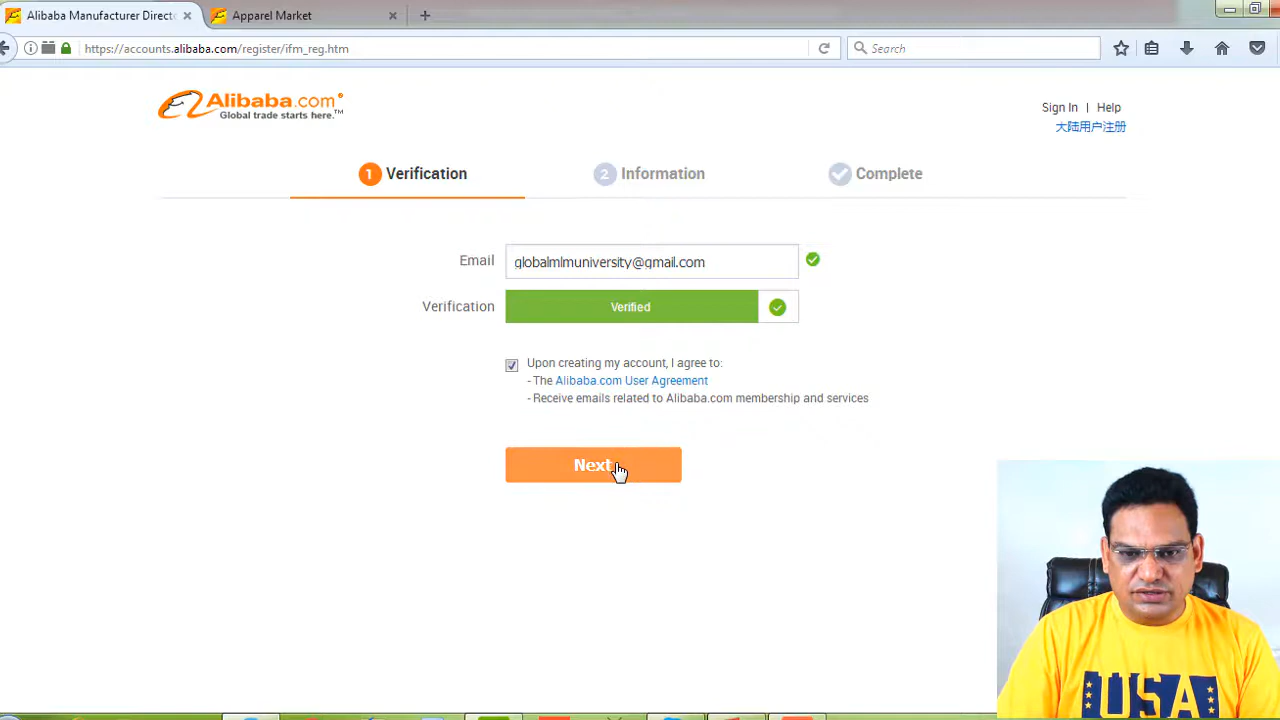 Alibaba Manufacturer Directo
Apparel Market
https://accounts.alibaba.com/register/ifm_reg.htm
Search
Alibaba.com
Global trade starts here.™
Sign In | Help
大陆用户注册
1 Verification
2 Information
Complete
Email
globalmlmuniversity@gmail.com
Verification
Verified
Upon creating my account, I agree to:
- The Alibaba.com User Agreement
- Receive emails related to Alibaba.com membership and services
Next
USA